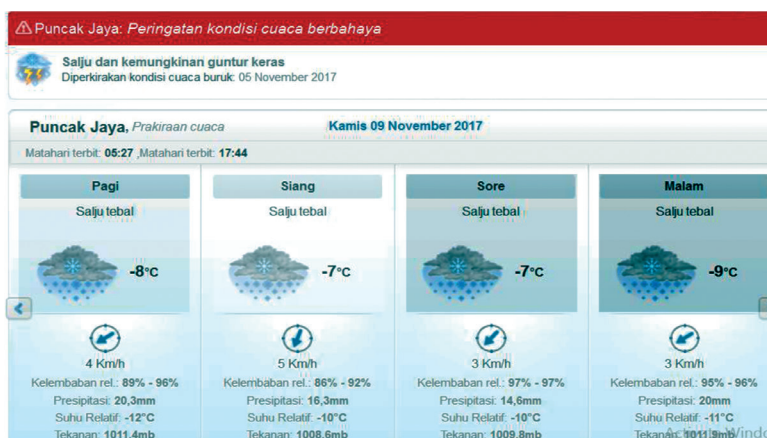 Puncak Jaya: Peringatan kondisi cuaca berbahaya
Salju dan kemungkinan guntur keras
Diperkirakan kondisi cuaca buruk: 05 November 2017
Puncak Jaya, Prakiraan cuaca Kamis 09 November 2017
Matahari terbit: 05:27 ,Matahari terbit: 17:44
Pagi Siang Sore Malam
Salju tebal Salju tebal Salju tebal Salju tebal
-8°C -7°C -7°C -9°C
4 Km/h 5 Km/h 3 Km/h 3 Km/h
Kelembaban rel.: 89% - 96% Kelembaban rel.: 86% - 92% Kelembaban rel.: 97% - 97% Kelembaban rel.: 95% - 96%
Presipitasi: 20,3mm Presipitasi: 16,3mm Presipitasi: 14,6mm Presipitasi: 20mm
Suhu Relatif: -12°C Suhu Relatif: -10°C Suhu Relatif: -10°C Suhu Relatif: -11°C
Tekanan: 1011.4mb Tekanan: 1008.6mb Tekanan: 1009.8mb Tekanan: 1011.9mb